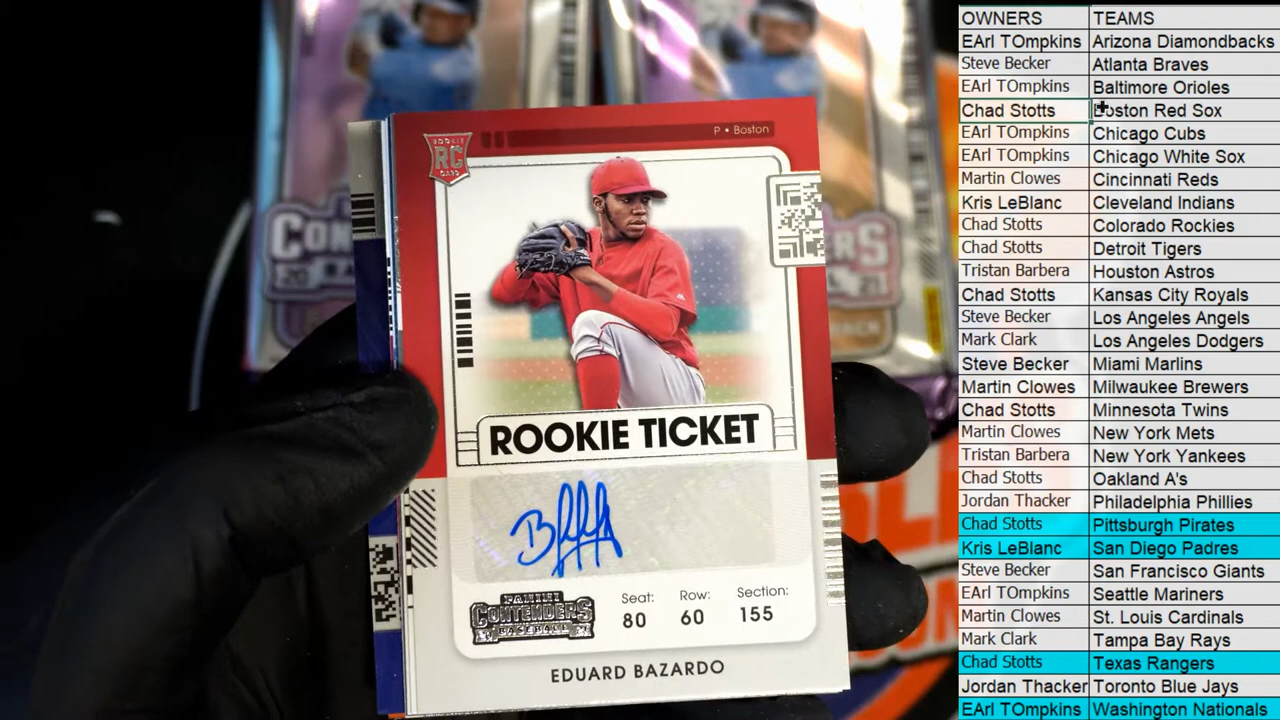 P • Boston
ROOKIE
RC
CARD
ROOKIE TICKET
PANINI
CONTENDERS
BASEBALL
Seat: Row: Section:
80 60 155
EDUARD BAZARDO
OWNERS TEAMS
EArl TOmpkins Arizona Diamondbacks
Steve Becker Atlanta Braves
EArl TOmpkins Baltimore Orioles
Chad Stotts Boston Red Sox
EArl TOmpkins Chicago Cubs
EArl TOmpkins Chicago White Sox
Martin Clowes Cincinnati Reds
Kris LeBlanc Cleveland Indians
Chad Stotts Colorado Rockies
Chad Stotts Detroit Tigers
Tristan Barbera Houston Astros
Chad Stotts Kansas City Royals
Steve Becker Los Angeles Angels
Mark Clark Los Angeles Dodgers
Steve Becker Miami Marlins
Martin Clowes Milwaukee Brewers
Chad Stotts Minnesota Twins
Martin Clowes New York Mets
Tristan Barbera New York Yankees
Chad Stotts Oakland A's
Jordan Thacker Philadelphia Phillies
Chad Stotts Pittsburgh Pirates
Kris LeBlanc San Diego Padres
Steve Becker San Francisco Giants
EArl TOmpkins Seattle Mariners
Martin Clowes St. Louis Cardinals
Mark Clark Tampa Bay Rays
Chad Stotts Texas Rangers
Jordan Thacker Toronto Blue Jays
EArl TOmpkins Washington Nationals